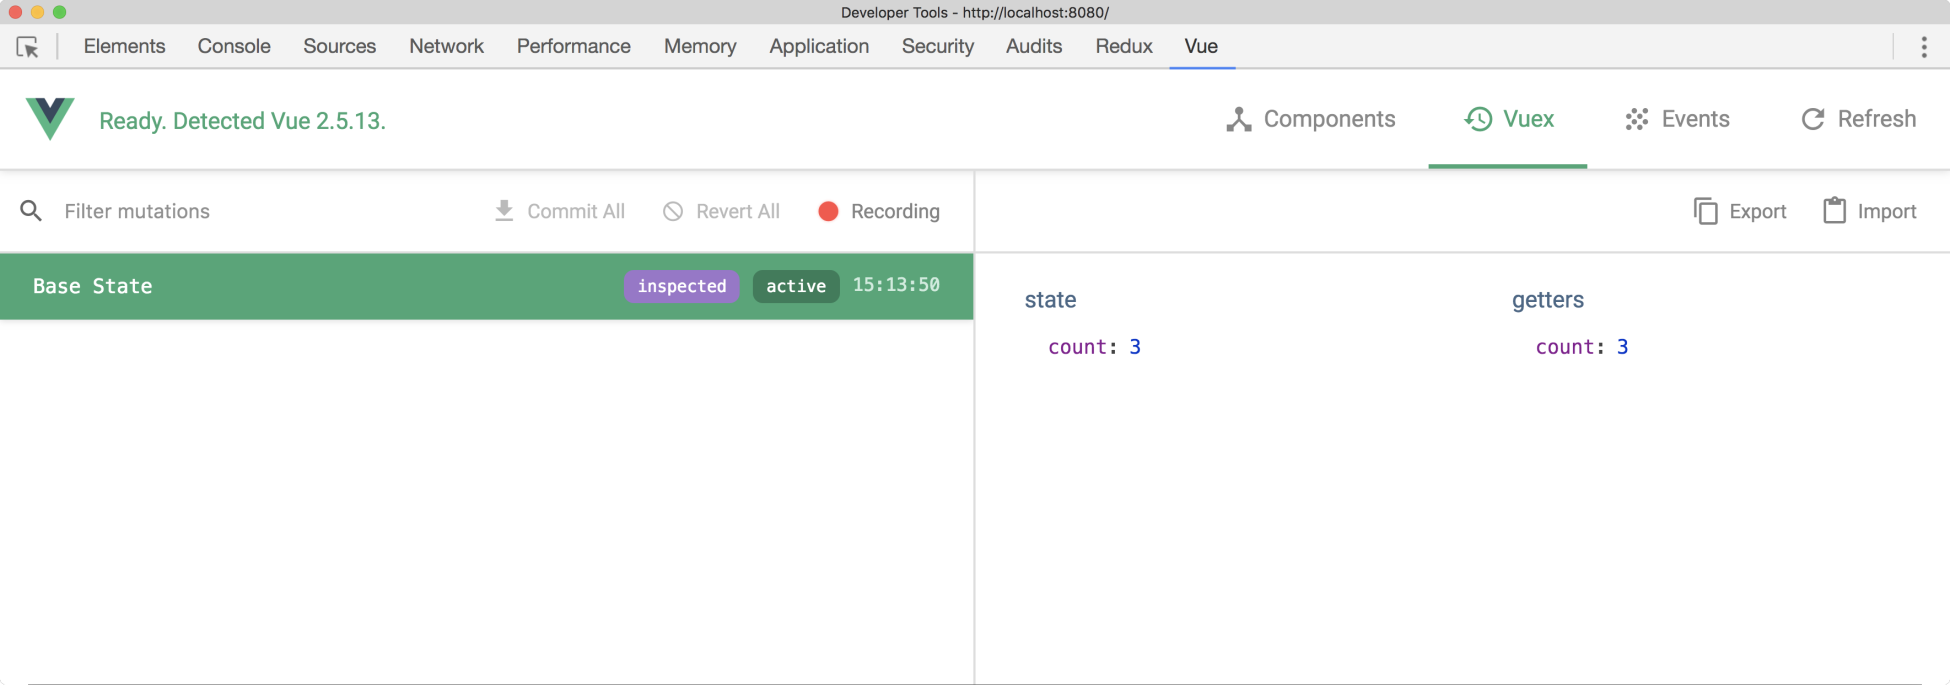 Developer Tools - http://localhost:8080/
Elements Console Sources Network Performance Memory Application Security Audits Redux Vue
Ready. Detected Vue 2.5.13.
Components Vuex Events Refresh
Filter mutations Commit All Revert All Recording
Export Import
Base State inspected active 15:13:50
state
count: 3
getters
count: 3